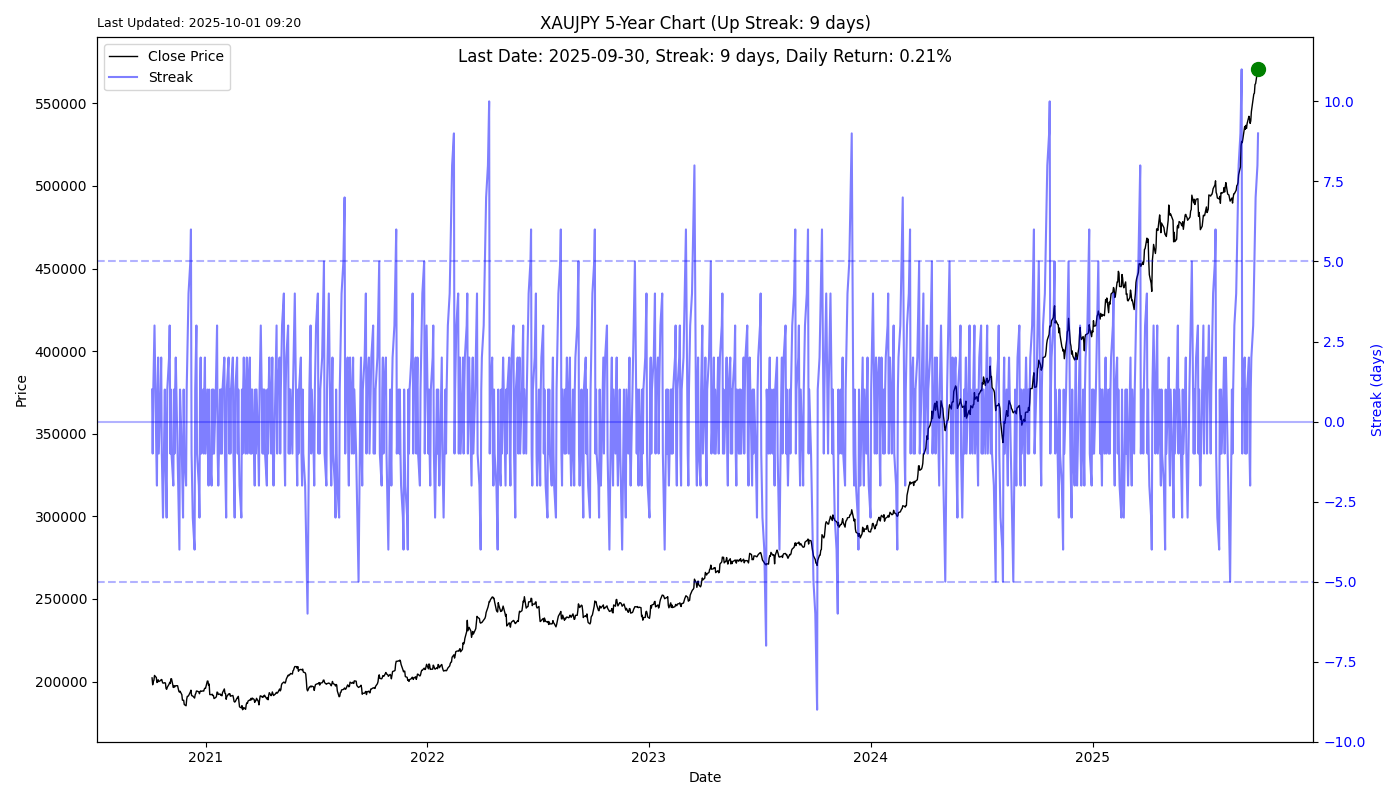 Last Updated: 2025-10-01 09:20
XAUJPY 5-Year Chart (Up Streak: 9 days)
Last Date: 2025-09-30, Streak: 9 days, Daily Return: 0.21%
Close Price
Streak
Price
550000
500000
450000
400000
350000
300000
250000
200000
10.0
7.5
5.0
2.5
0.0
−2.5
−5.0
−7.5
−10.0
Streak (days)
2021
2022
2023
2024
2025
Date